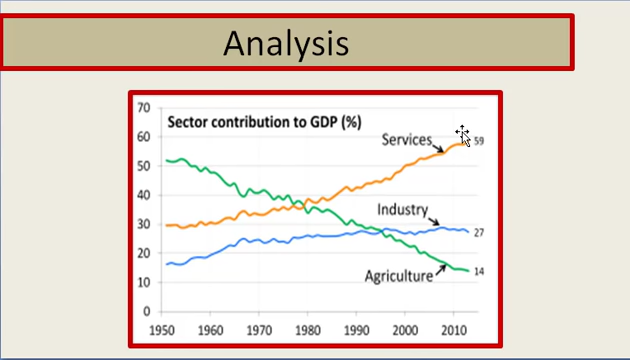 Analysis
Sector contribution to GDP (%)
70
60
50
40
30
20
10
0
Services
59
Industry
27
Agriculture
14
1950 1960 1970 1980 1990 2000 2010